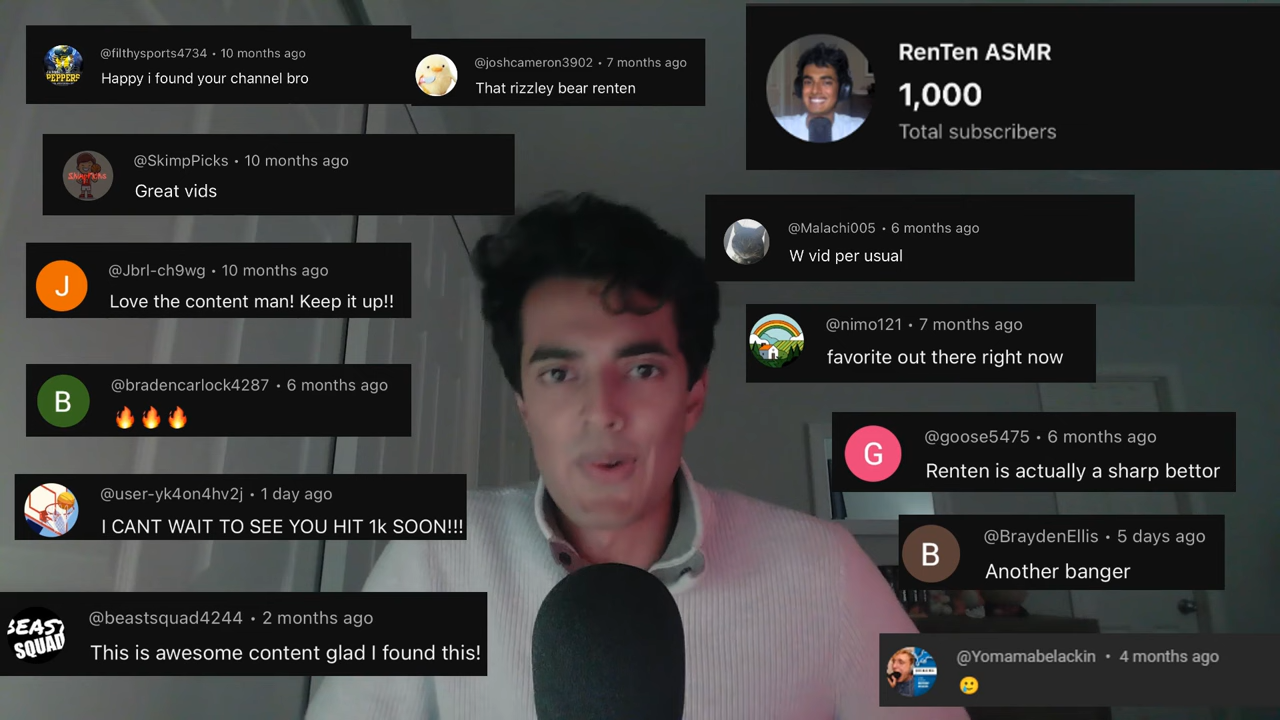 @filthysports4734 • 10 months ago
Happy i found your channel bro
@joshcameron3902 • 7 months ago
That rizzley bear renten
RenTen ASMR
1,000
Total subscribers
@SkimpPicks • 10 months ago
SkimpPicks
Great vids
@Malachi005 • 6 months ago
W vid per usual
J
@Jbrl-ch9wg • 10 months ago
Love the content man! Keep it up!!
@nimo121 • 7 months ago
favorite out there right now
B
@bradencarlock4287 • 6 months ago
🔥🔥🔥
G
@goose5475 • 6 months ago
Renten is actually a sharp bettor
@user-yk4on4hv2j • 1 day ago
I CANT WAIT TO SEE YOU HIT 1k SOON!!!
B
@BraydenEllis • 5 days ago
Another banger
BEAST
SQUAD
@beastsquad4244 • 2 months ago
This is awesome content glad I found this!
@Yomamabelackin • 4 months ago
🥲